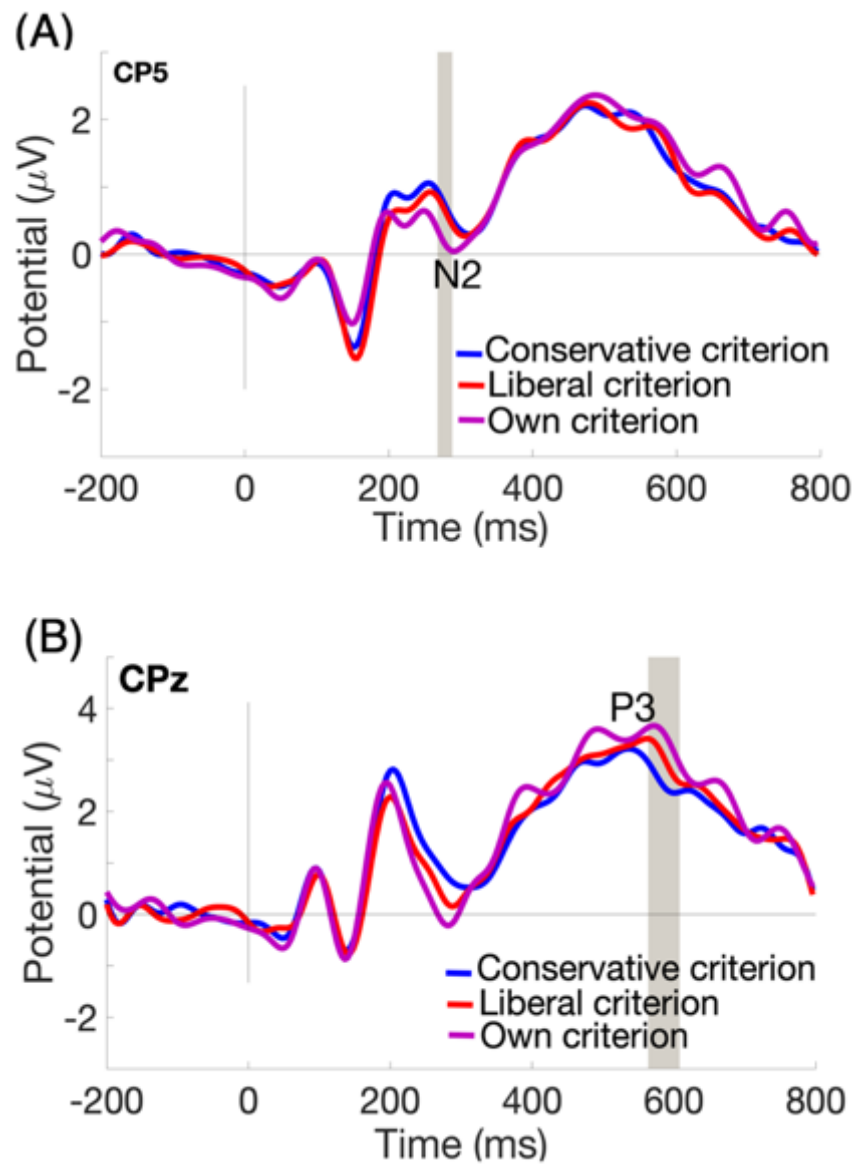 (A)
CP5
Potential (μV)
2
0
-2
N2
Conservative criterion
Liberal criterion
Own criterion
-200 0 200 400 600 800
Time (ms)
(B)
CPz
Potential (μV)
4
2
0
-2
P3
Conservative criterion
Liberal criterion
Own criterion
-200 0 200 400 600 800
Time (ms)